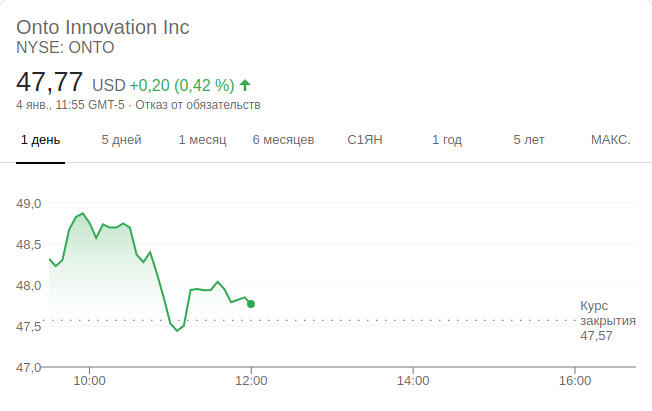 Onto Innovation Inc
NYSE: ONTO
47,77 USD +0,20 (0,42 %)
4 янв., 11:55 GMT-5 · Отказ от обязательств
1 день 5 дней 1 месяц 6 месяцев С1ЯН 1 год 5 лет МАКС.
49,0
48,5
48,0
47,5
47,0
Курс
закрытия
47,57
10:00 12:00 14:00 16:00